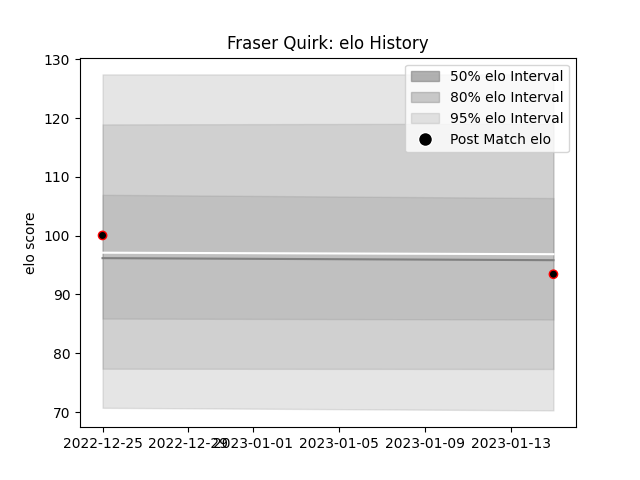 Fraser Quirk: elo History
50% elo Interval
80% elo Interval
95% elo Interval
Post Match elo
elo score
130
120
110
100
90
80
70
2022-12-25 2022-12-29 2023-01-01 2023-01-05 2023-01-09 2023-01-13